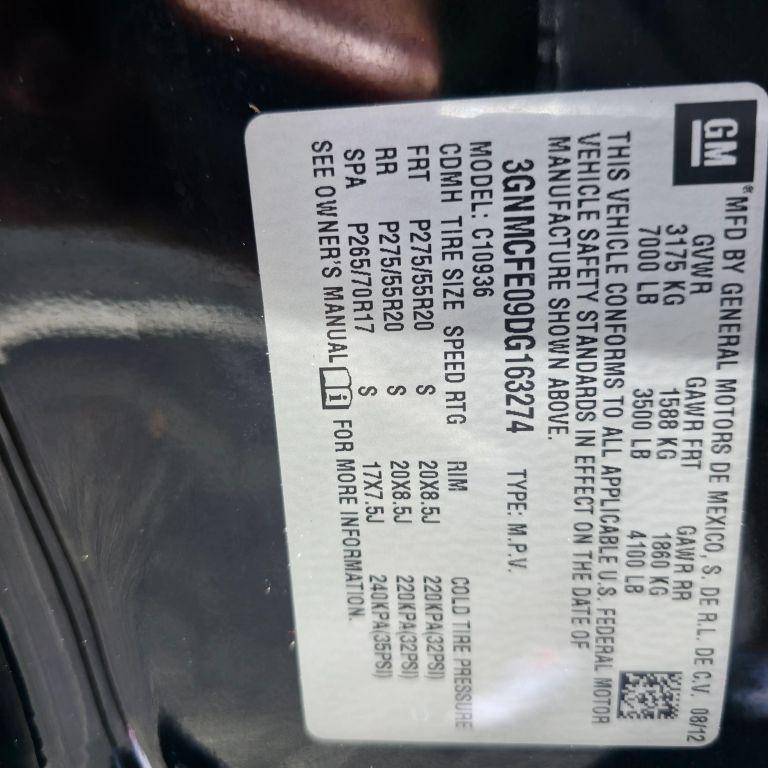 GM
® MFD BY GENERAL MOTORS DE MEXICO, S. DE R.L. DE C.V. 08/12
GVWR GAWR FRT GAWR RR
3175 KG 1588 KG 1860 KG
7000 LB 3500 LB 4100 LB
THIS VEHICLE CONFORMS TO ALL APPLICABLE U.S. FEDERAL MOTOR
VEHICLE SAFETY STANDARDS IN EFFECT ON THE DATE OF
MANUFACTURE SHOWN ABOVE.
3GNMCFE09DG163274 TYPE: M.P.V.
MODEL: C10936
CDMH TIRE SIZE SPEED RTG RIM COLD TIRE PRESSURE
FRT P275/55R20 S 20X8.5J 220KPA(32PSI)
RR P275/55R20 S 20X8.5J 220KPA(32PSI)
SPA P265/70R17 S 17X7.5J 240KPA(35PSI)
SEE OWNER'S MANUAL i FOR MORE INFORMATION.